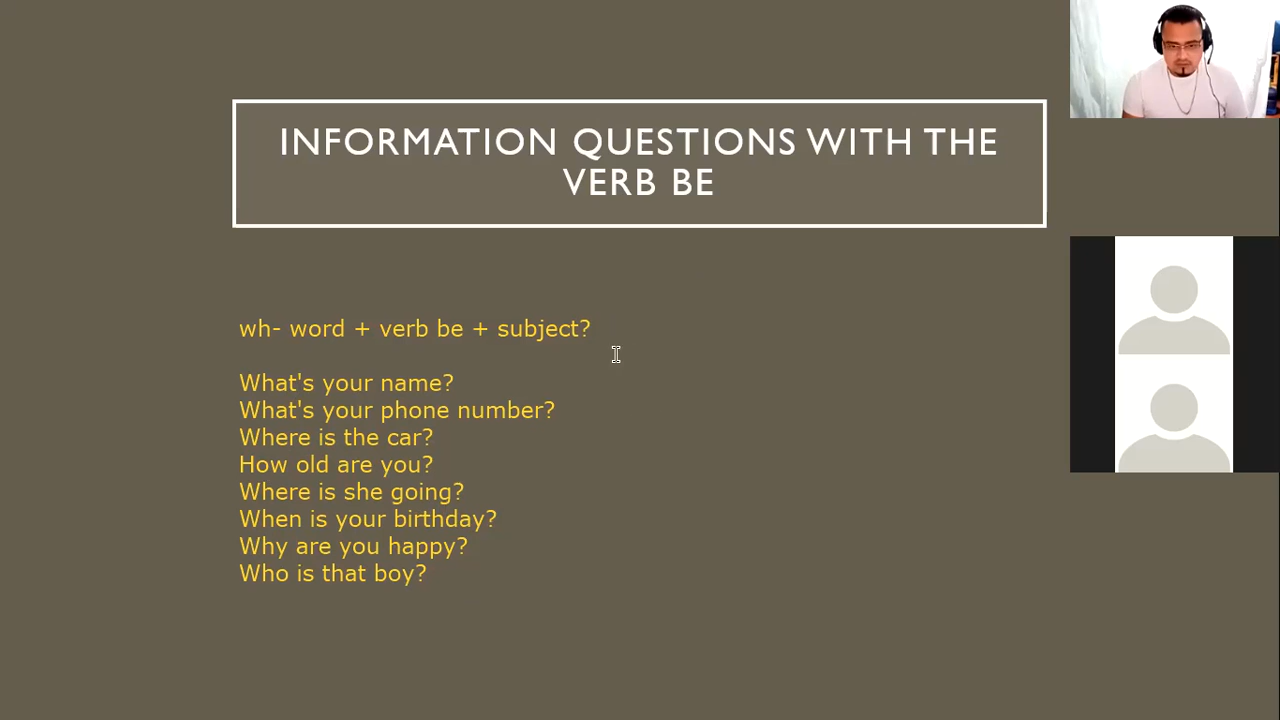 INFORMATION QUESTIONS WITH THE
VERB BE
wh- word + verb be + subject?
What's your name?
What's your phone number?
Where is the car?
How old are you?
Where is she going?
When is your birthday?
Why are you happy?
Who is that boy?